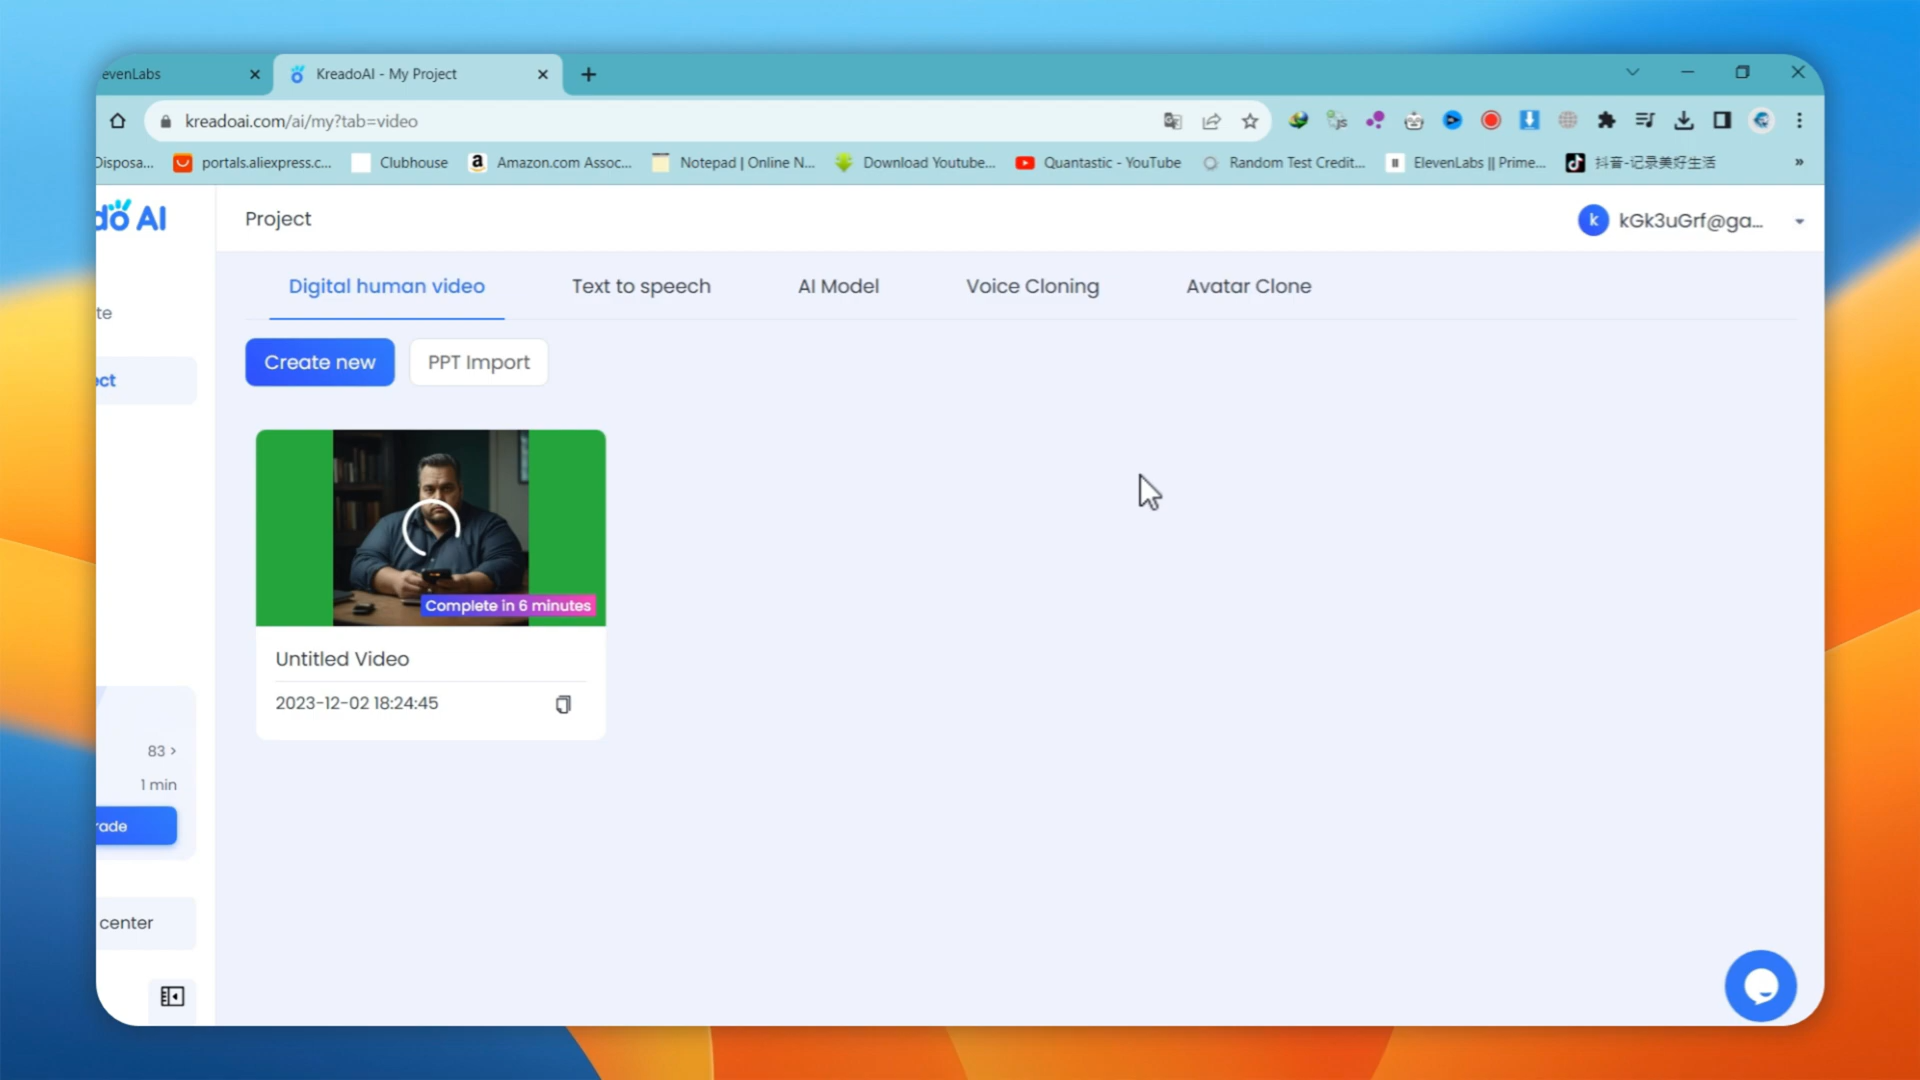 evenLabs
KreadoAI - My Project
kreadoai.com/ai/my?tab=video
Disposa...
portals.aliexpress.c...
Clubhouse
Amazon.com Assoc...
Notepad | Online N...
Download Youtube...
Quantastic - YouTube
Random Test Credit...
ElevenLabs || Prime...
抖音-记录美好生活
»
do AI
Project
k
kGk3uGrf@ga...
Digital human video
Text to speech
AI Model
Voice Cloning
Avatar Clone
te
ect
Create new
PPT Import
Complete in 6 minutes
Untitled Video
2023-12-02 18:24:45
83 >
1 min
rade
center